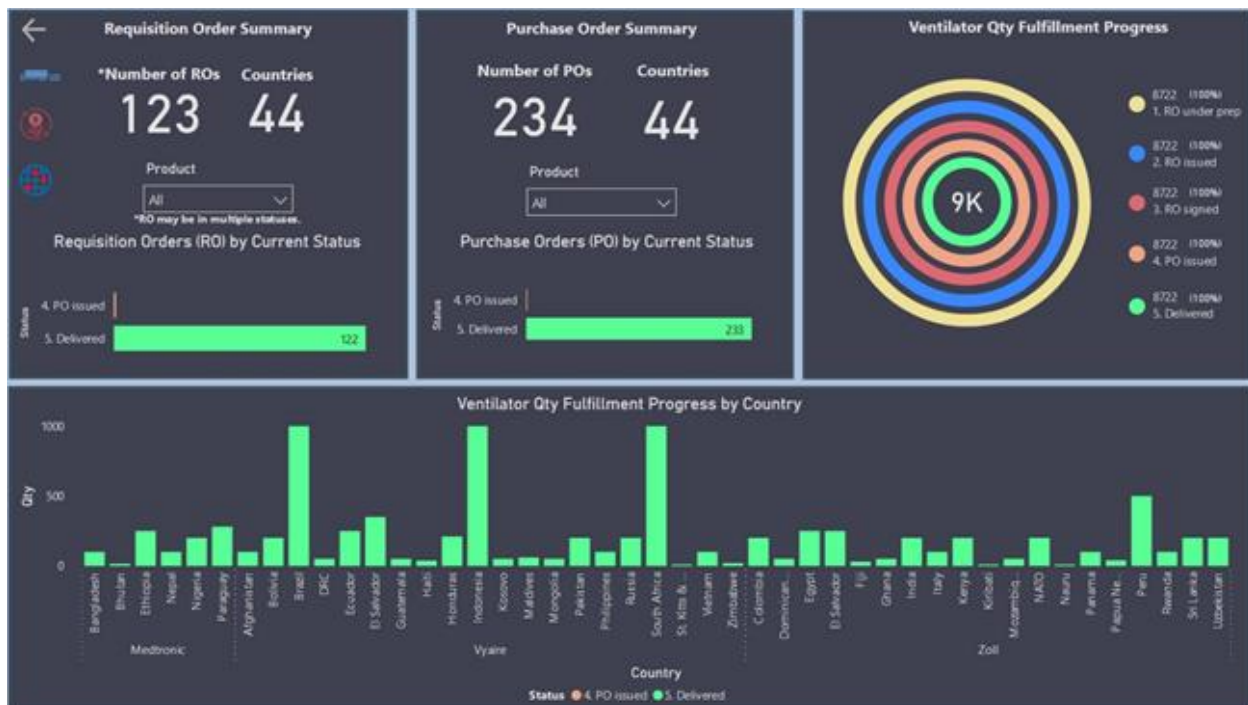 Requisition Order Summary
*Number of ROs Countries
123 44
Product
All
*RO may be in multiple statuses.
Requisition Orders (RO) by Current Status
Status
4. PO issued
5. Delivered
122
Purchase Order Summary
Number of POs Countries
234 44
Product
All
Purchase Orders (PO) by Current Status
Status
4. PO issued
5. Delivered
233
Ventilator Qty Fulfillment Progress
9K
8722 (100%)
1. RO under prep
8722 (100%)
2. RO issued
8722 (100%)
3. RO signed
8722 (100%)
4. PO issued
8722 (100%)
5. Delivered
Ventilator Qty Fulfillment Progress by Country
Qty
1000
500
0
Bangladesh
Bhutan
Ethiopia
Nepal
Nigeria
Paraguay
Afghanistan
Bolivia
Brazil
DRC
Ecuador
El Salvador
Guatemala
Haiti
Honduras
Indonesia
Kosovo
Maldives
Mongolia
Pakistan
Philippines
Russia
South Africa
St. Kitts & ...
Vietnam
Zimbabwe
Colombia
Dominican...
Egypt
El Salvador
Fiji
Ghana
India
Italy
Kenya
Kiribati
Mozambiq...
NATO
Nauru
Panama
Papua Ne...
Peru
Rwanda
Sri Lanka
Uzbekistan
Medtronic
Vyaire
Zoll
Country
Status 4. PO issued 5. Delivered